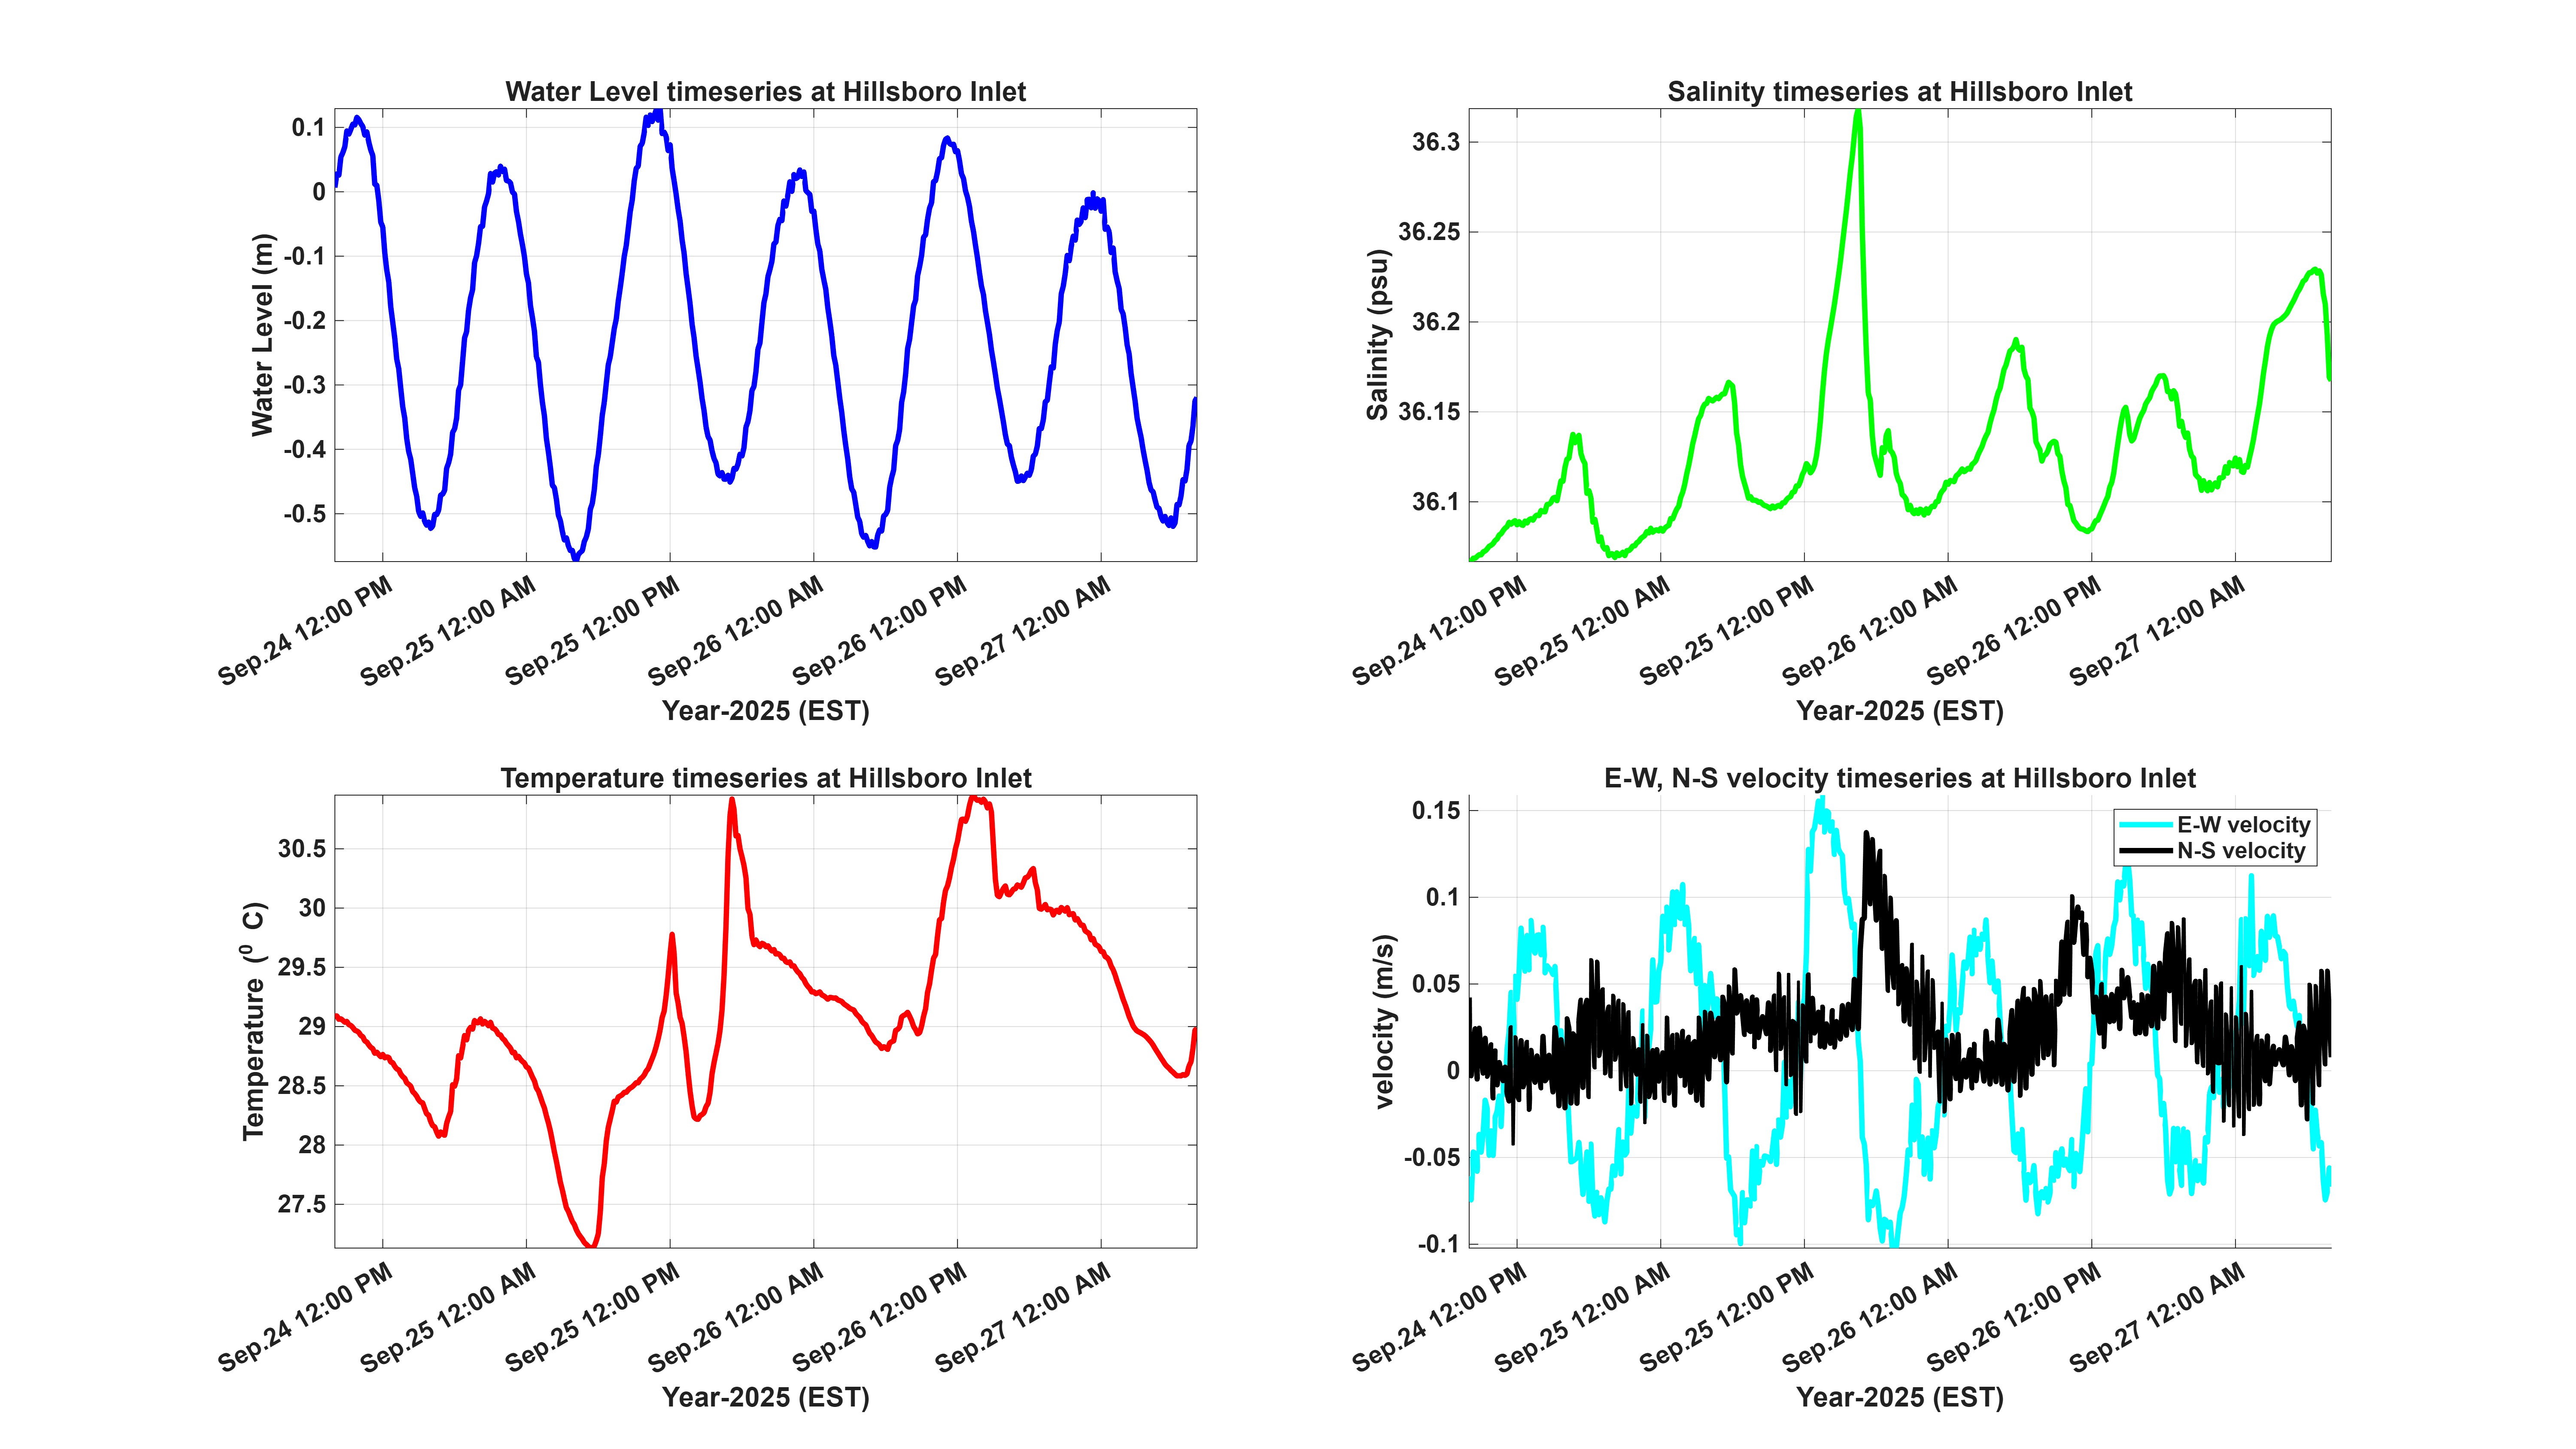 Water Level timeseries at Hillsboro Inlet
Water Level (m)
0.1
0
-0.1
-0.2
-0.3
-0.4
-0.5
Sep.24 12:00 PM
Sep.25 12:00 AM
Sep.25 12:00 PM
Sep.26 12:00 AM
Sep.26 12:00 PM
Sep.27 12:00 AM
Year-2025 (EST)
Salinity timeseries at Hillsboro Inlet
Salinity (psu)
36.3
36.25
36.2
36.15
36.1
Sep.24 12:00 PM
Sep.25 12:00 AM
Sep.25 12:00 PM
Sep.26 12:00 AM
Sep.26 12:00 PM
Sep.27 12:00 AM
Year-2025 (EST)
Temperature timeseries at Hillsboro Inlet
Temperature (⁰ C)
30.5
30
29.5
29
28.5
28
27.5
Sep.24 12:00 PM
Sep.25 12:00 AM
Sep.25 12:00 PM
Sep.26 12:00 AM
Sep.26 12:00 PM
Sep.27 12:00 AM
Year-2025 (EST)
E-W, N-S velocity timeseries at Hillsboro Inlet
velocity (m/s)
0.15
0.1
0.05
0
-0.05
-0.1
E-W velocity
N-S velocity
Sep.24 12:00 PM
Sep.25 12:00 AM
Sep.25 12:00 PM
Sep.26 12:00 AM
Sep.26 12:00 PM
Sep.27 12:00 AM
Year-2025 (EST)